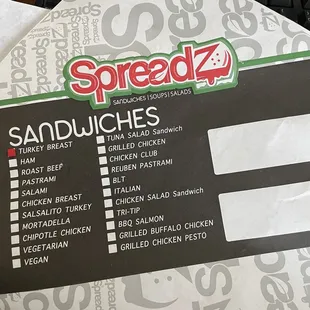 Spreadz
SANDWICHES | SOUPS | SALADS
SANDWICHES
TURKEY BREAST
HAM
ROAST BEEF
PASTRAMI
SALAMI
CHICKEN BREAST
SALSALITO TURKEY
MORTADELLA
CHIPOTLE CHICKEN
VEGETARIAN
VEGAN
TUNA SALAD Sandwich
GRILLED CHICKEN
CHICKEN CLUB
REUBEN PASTRAMI
BLT
ITALIAN
CHICKEN SALAD Sandwich
TRI-TIP
BBQ SALMON
GRILLED BUFFALO CHICKEN
GRILLED CHICKEN PESTO